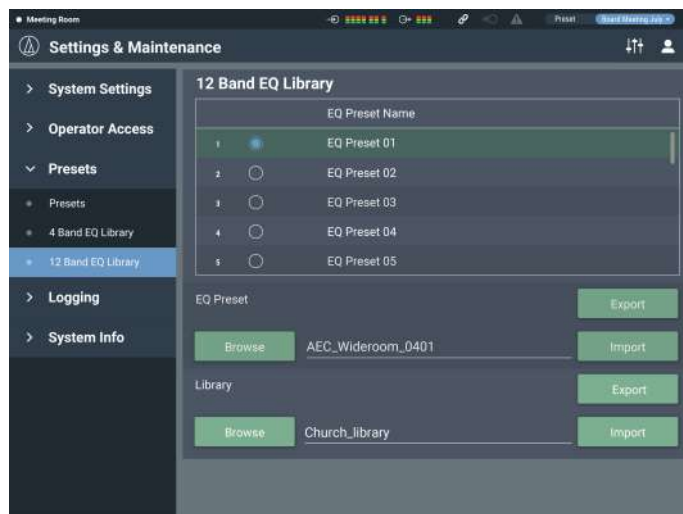 Meeting Room
Preset
Board Meeting July
Settings & Maintenance
System Settings
Operator Access
Presets
Presets
4 Band EQ Library
12 Band EQ Library
Logging
System Info
12 Band EQ Library
EQ Preset Name
1 EQ Preset 01
2 EQ Preset 02
3 EQ Preset 03
4 EQ Preset 04
5 EQ Preset 05
EQ Preset
Export
Browse AEC_Wideroom_0401 Import
Library
Export
Browse Church_library Import